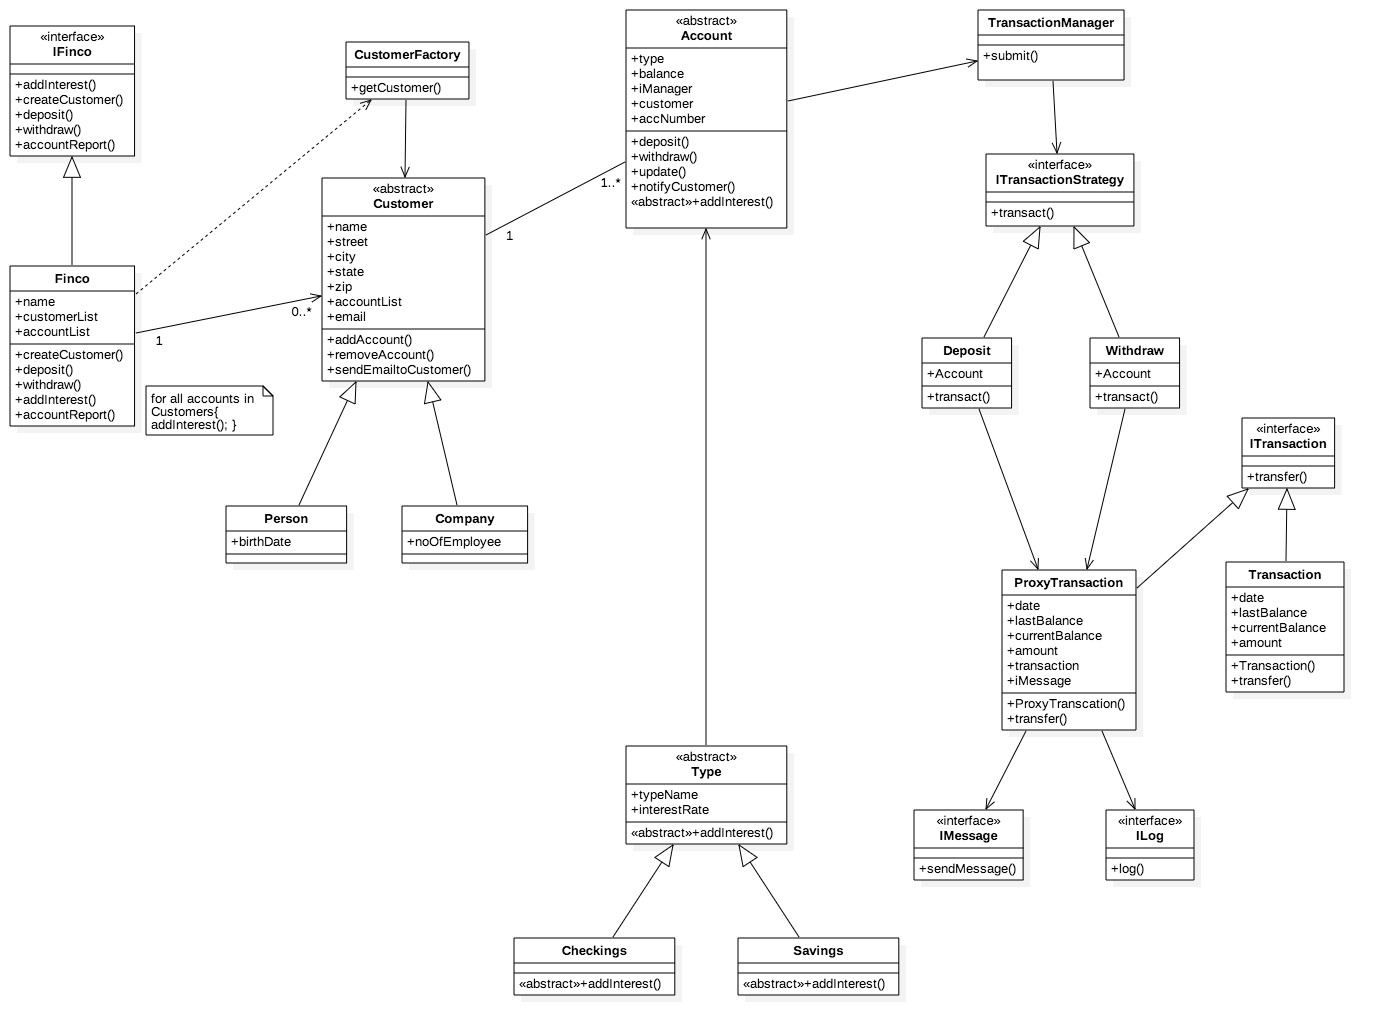 «interface»
IFinco
+addInterest()
+createCustomer()
+deposit()
+withdraw()
+accountReport()
CustomerFactory
+getCustomer()
«abstract»
Account
+type
+balance
+iManager
+customer
+accNumber
+deposit()
+withdraw()
+update()
+notifyCustomer()
«abstract»+addInterest()
TransactionManager
+submit()
«interface»
ITransactionStrategy
+transact()
«abstract»
Customer
+name
+street
+city
+state
+zip
+accountList
+email
+addAccount()
+removeAccount()
+sendEmailtoCustomer()
1..*
1
Finco
+name
+customerList
+accountList
+createCustomer()
+deposit()
+withdraw()
+addInterest()
+accountReport()
0..*
1
for all accounts in
Customers{
addInterest(); }
Deposit
+Account
+transact()
Withdraw
+Account
+transact()
«interface»
ITransaction
+transfer()
Person
+birthDate
Company
+noOfEmployee
ProxyTransaction
+date
+lastBalance
+currentBalance
+amount
+transaction
+iMessage
+ProxyTranscation()
+transfer()
Transaction
+date
+lastBalance
+currentBalance
+amount
+Transaction()
+transfer()
«abstract»
Type
+typeName
+interestRate
«abstract»+addInterest()
«interface»
IMessage
+sendMessage()
«interface»
ILog
+log()
Checkings
«abstract»+addInterest()
Savings
«abstract»+addInterest()